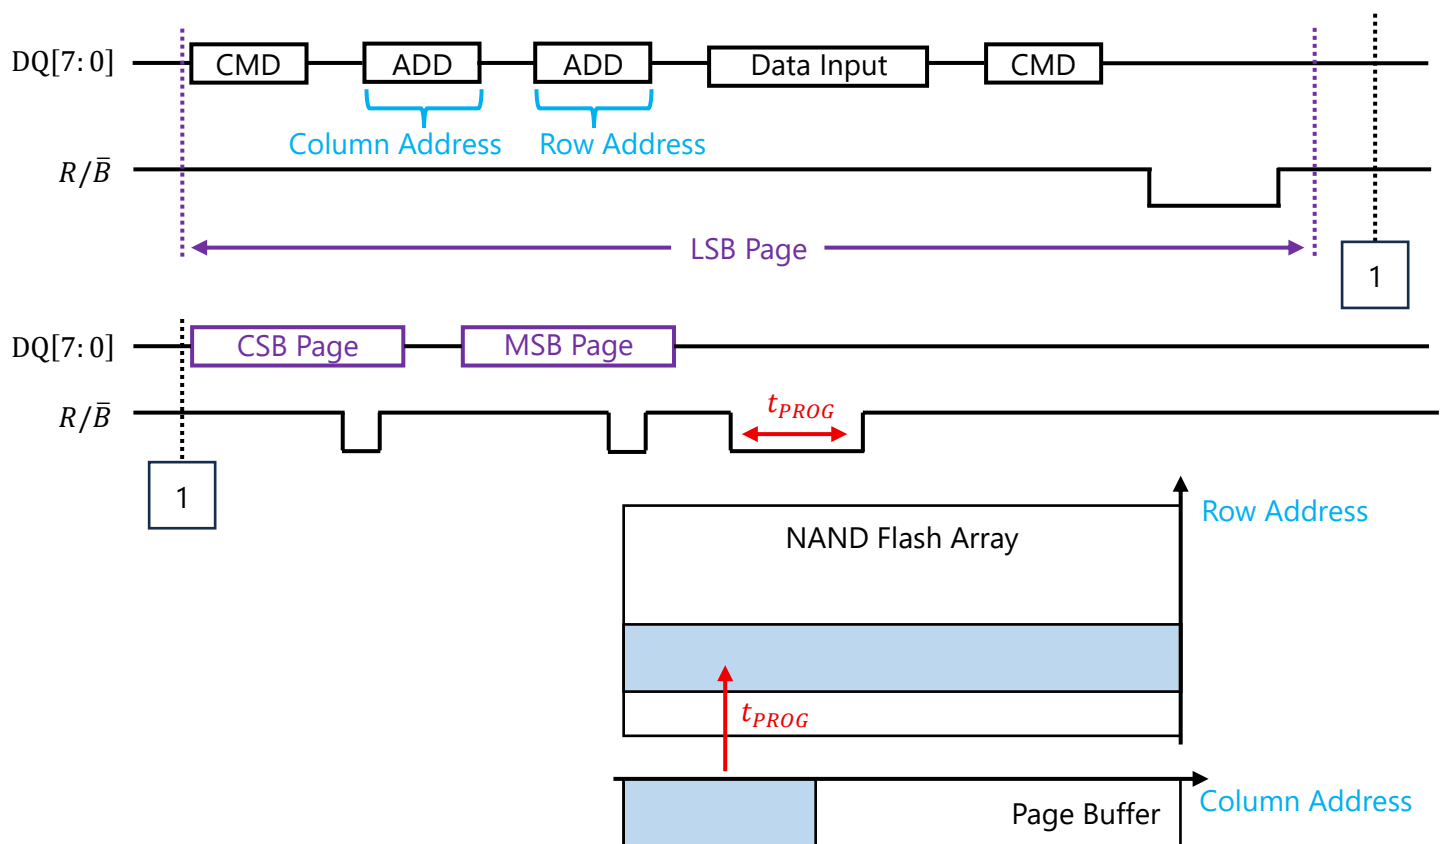 DQ[7:0] CMD ADD ADD Data Input CMD
Column Address Row Address
R/B̄
LSB Page
1
DQ[7:0] CSB Page MSB Page
R/B̄ t_PROG
1
Row Address
NAND Flash Array
t_PROG
Column Address
Page Buffer